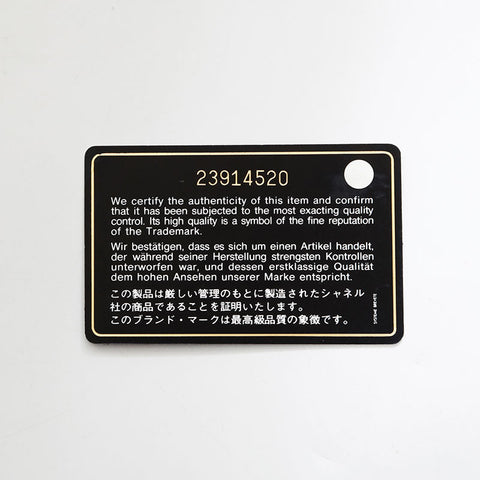 23914520
We certify the authenticity of this item and confirm
that it has been subjected to the most exacting quality
control. Its high quality is a symbol of the fine reputation
of the Trademark.
Wir bestätigen, dass es sich um einen Artikel handelt,
der während seiner Herstellung strengsten Kontrollen
unterworfen war, und dessen erstklassige Qualität
dem hohen Ansehen unserer Marke entspricht.
この製品は厳しい管理のもとに製造されたシャネル
社の商品であることを証明いたします。
このブランド・マークは最高級品質の象徴です。